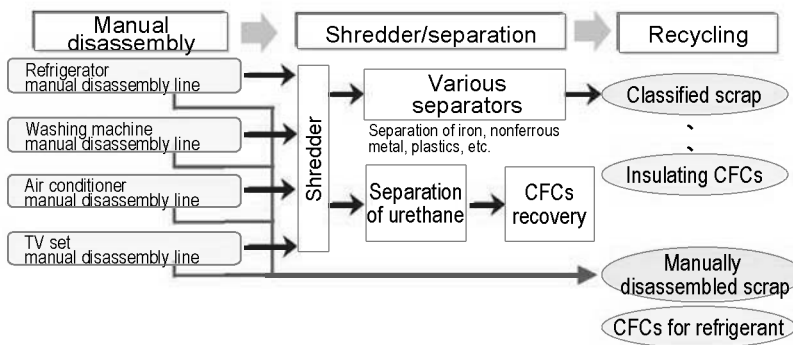 Manual
disassembly
Shredder/separation
Recycling
Refrigerator
manual disassembly line
Washing machine
manual disassembly line
Air conditioner
manual disassembly line
TV set
manual disassembly line
Shredder
Various
separators
Separation of iron, nonferrous
metal, plastics, etc.
Separation
of urethane
CFCs
recovery
Classified scrap
Insulating CFCs
Manually
disassembled scrap
CFCs for refrigerant